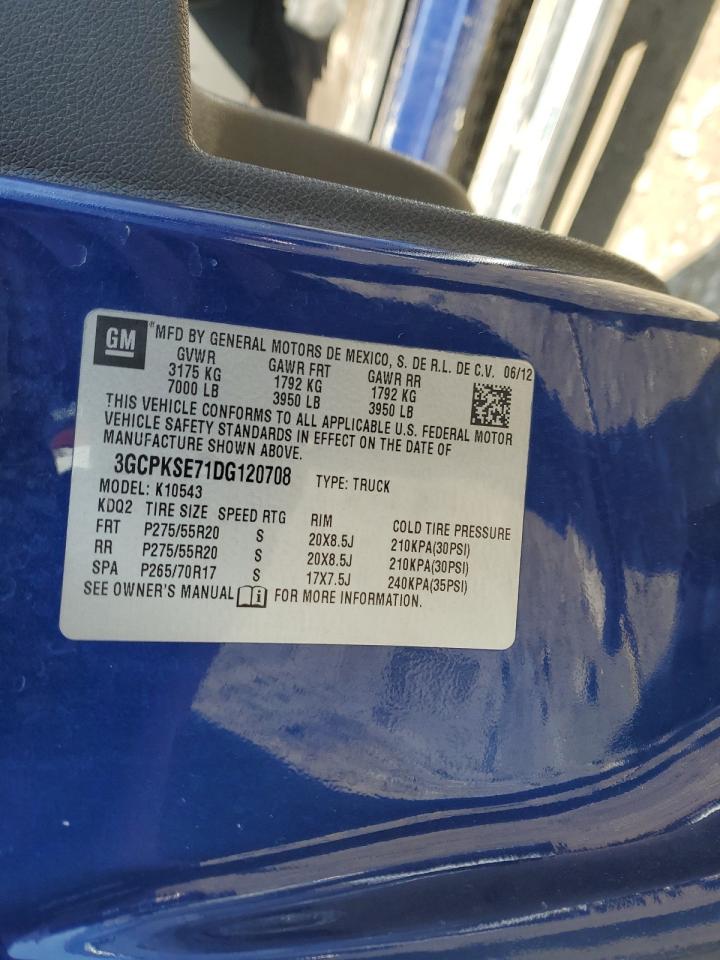 GM ® MFD BY GENERAL MOTORS DE MEXICO, S. DE R.L. DE C.V. 06/12
GVWR GAWR FRT GAWR RR
3175 KG 1792 KG 1792 KG
7000 LB 3950 LB 3950 LB
THIS VEHICLE CONFORMS TO ALL APPLICABLE U.S. FEDERAL MOTOR
VEHICLE SAFETY STANDARDS IN EFFECT ON THE DATE OF
MANUFACTURE SHOWN ABOVE.
3GCPKSE71DG120708 TYPE: TRUCK
MODEL: K10543
KDQ2 TIRE SIZE SPEED RTG RIM COLD TIRE PRESSURE
FRT P275/55R20 S 20X8.5J 210KPA(30PSI)
RR P275/55R20 S 20X8.5J 210KPA(30PSI)
SPA P265/70R17 S 17X7.5J 240KPA(35PSI)
SEE OWNER'S MANUAL FOR MORE INFORMATION.